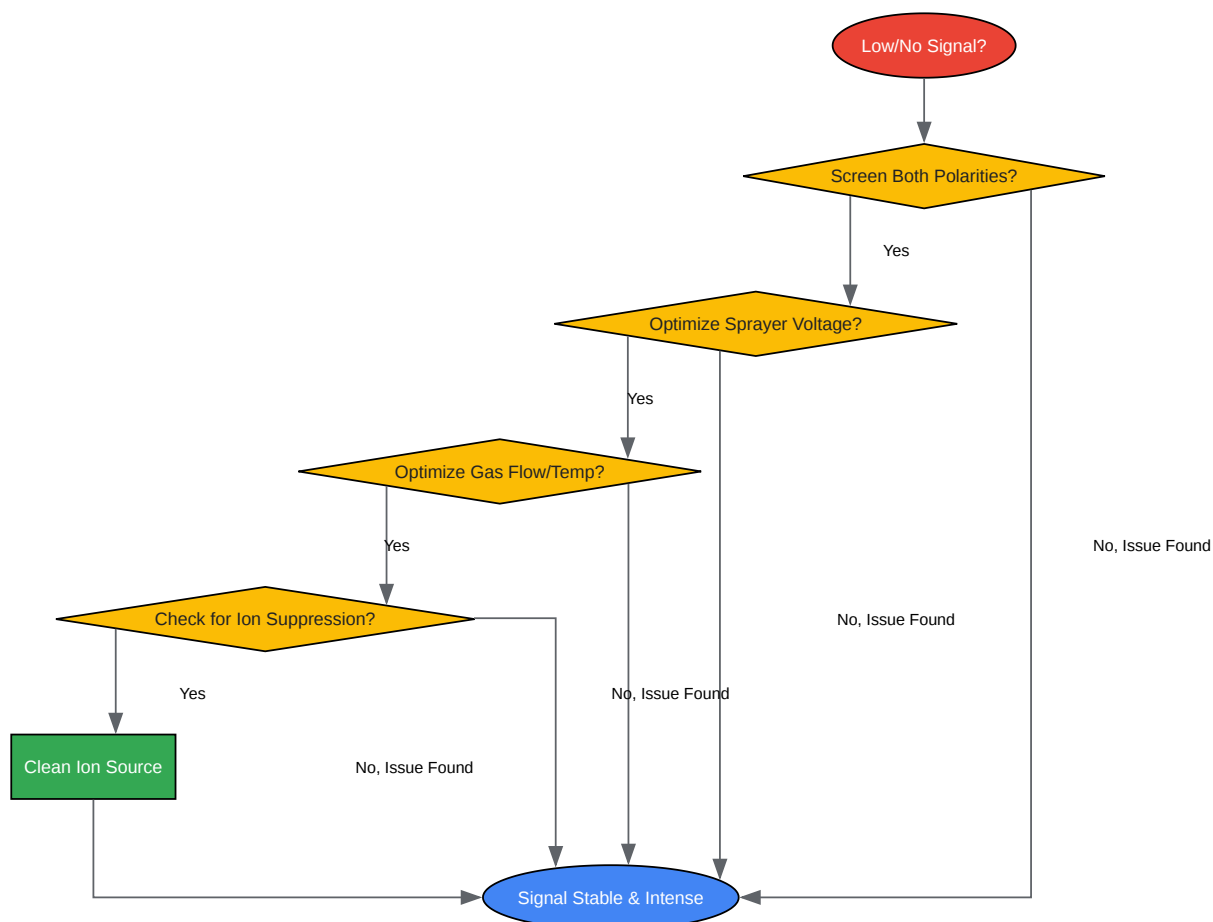 Low/No Signal?
Screen Both Polarities?
Yes
Optimize Sprayer Voltage?
Yes
Optimize Gas Flow/Temp?
Yes
No, Issue Found
Check for Ion Suppression?
No, Issue Found
Yes
No, Issue Found
Clean Ion Source
No, Issue Found
Signal Stable & Intense